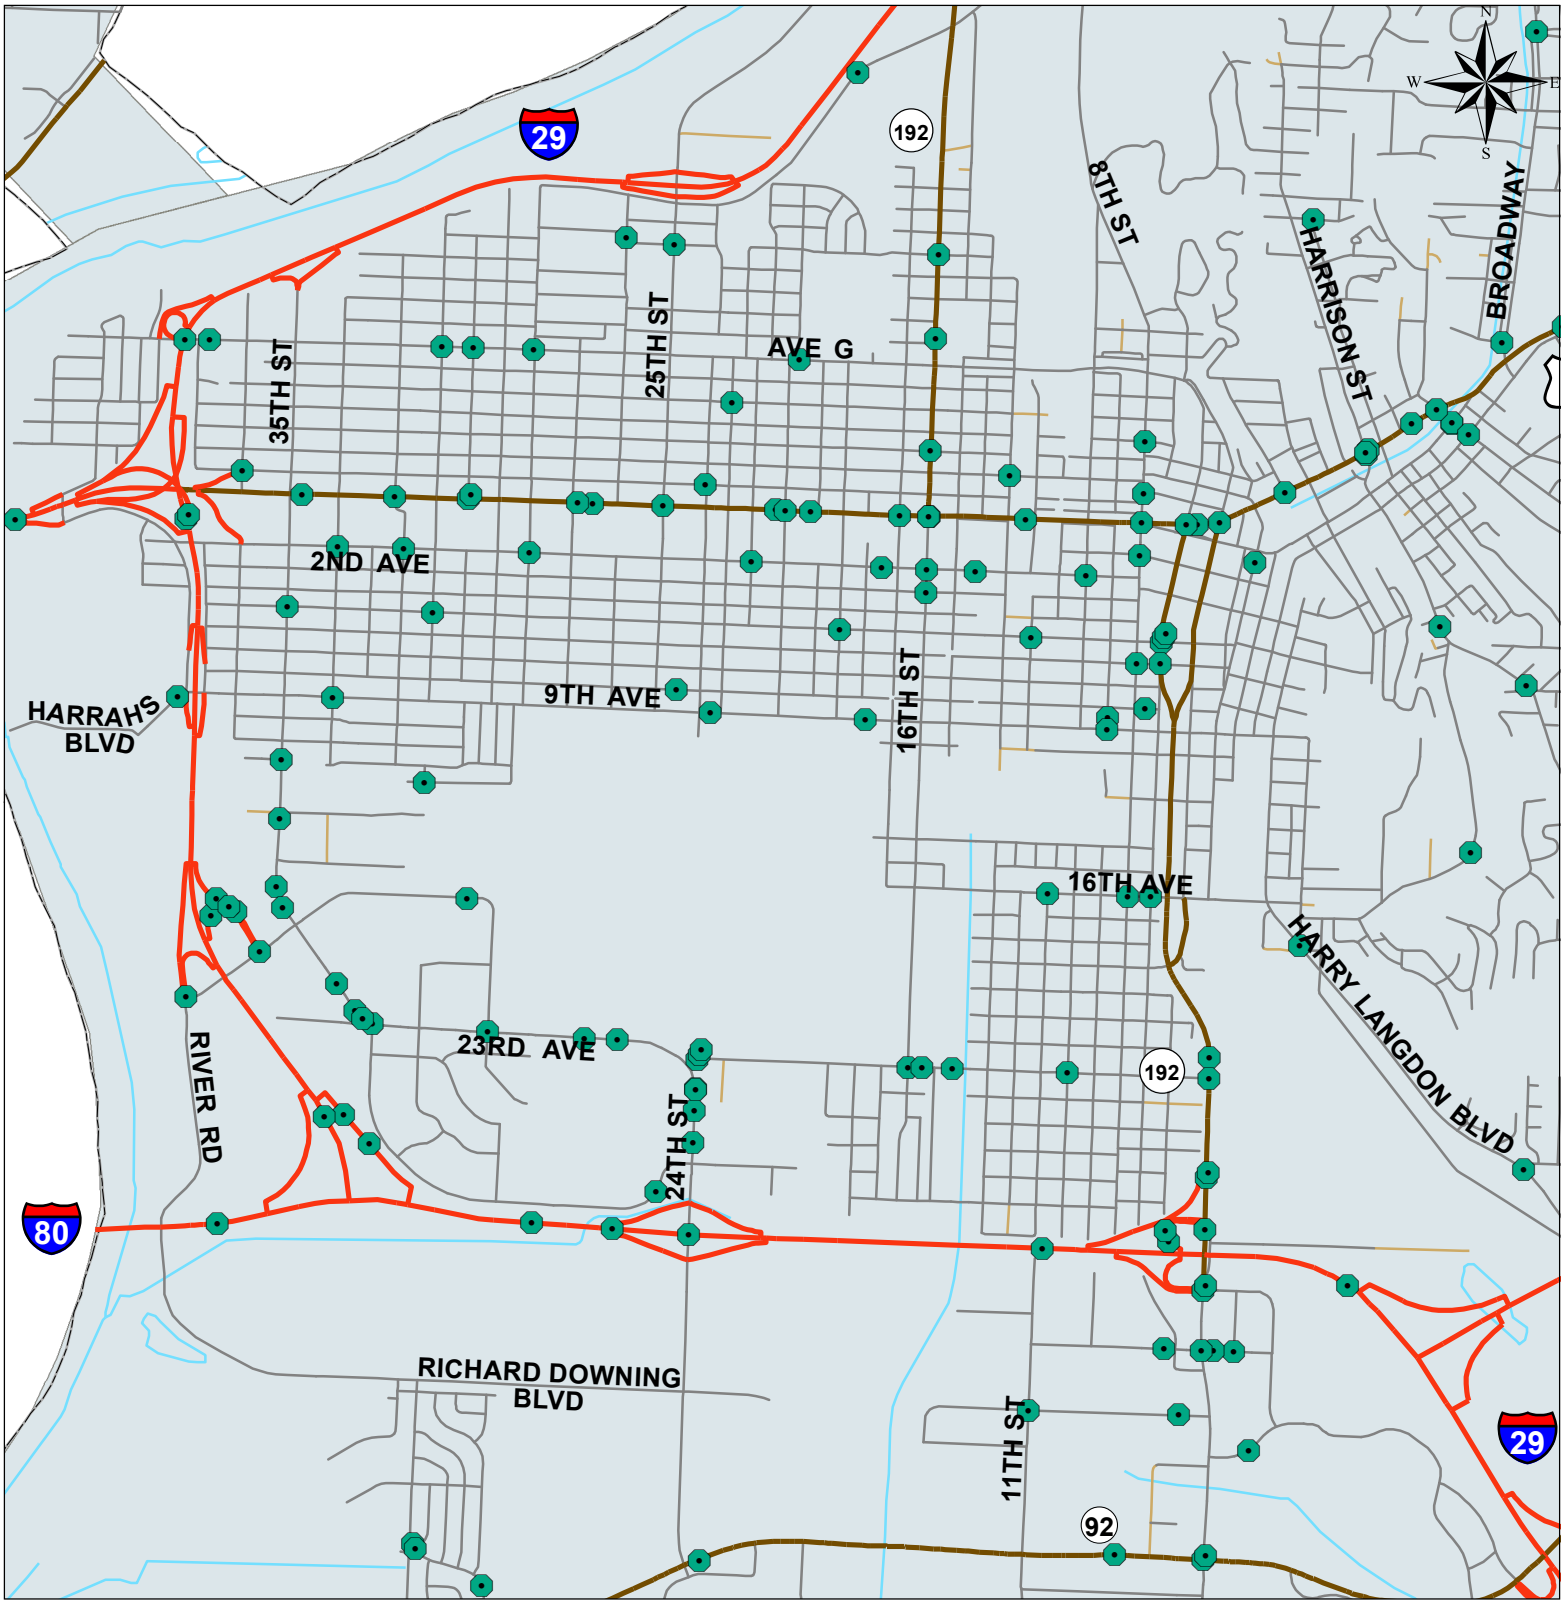 N
W E
S
29
192
8TH ST
HARRISON ST
BROADWAY
25TH ST
35TH ST
AVE G
2ND AVE
9TH AVE
16TH ST
HARRAHS
BLVD
16TH AVE
HARRY LANGDON BLVD
23RD AVE
RIVER RD
24TH ST
192
80
RICHARD DOWNING
BLVD
11TH ST
29
92